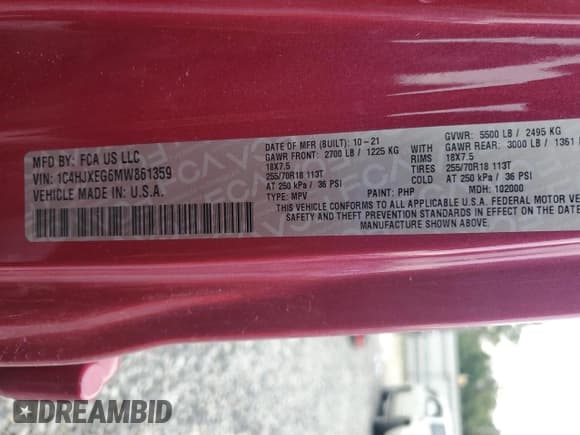 MFD BY: FCA US LLC
VIN: 1C4HJXEG6MW861359
VEHICLE MADE IN: U.S.A.
DATE OF MFR (BUILT): 10-21
GAWR FRONT: 2700 LB / 1225 KG
18X7.5
255/70R18 113T
AT 250 kPaI / 36 PSI
TYPE: MPV
PAINT: PHP
MDH: 102000
WITH
RIMS
TIRES
COLD
GVWR: 5500 LB / 2495 KG
GAWR REAR: 3000 LB / 1361
18X7.5
255/70R18 113T
AT 250 kPaI / 36 PSI
THIS VEHICLE CONFORMS TO ALL APPLICABLE U.S.A. FEDERAL MOTOR VE
AND THEFT PREVENTION STANDARDS IN EFFECT ON THE DATE
MANUFACTURE SHOWN ABOVE.
DREAMBID